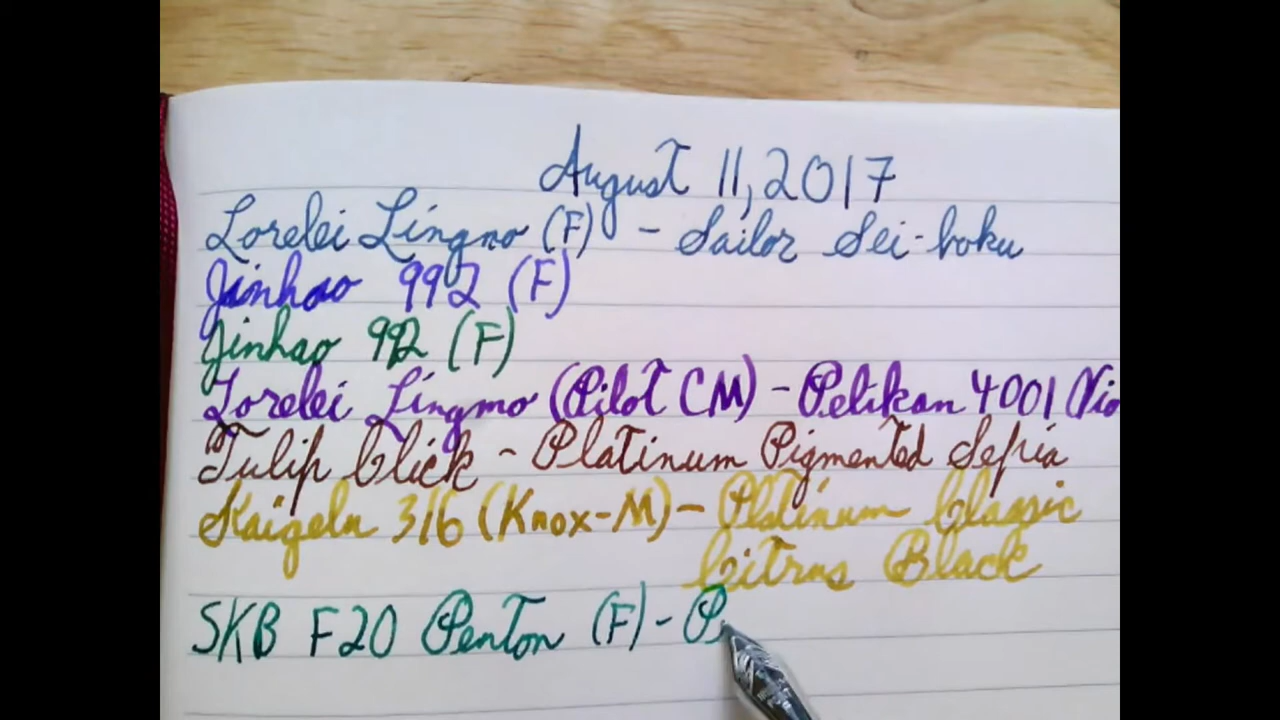 August 11, 2017
Lorelei Lingmo (F) - Sailor Sei-boku
Jinhao 992 (F)
Jinhao 992 (F)
Lorelei Lingmo (Pilot CM) - Pelikan 4001 Vio
Tulip Click - Platinum Pigmented Sepia
Kaigelu 316 (Knox-M) - Platinum Classic
Citrus Black
SKB F20 Penton (F) - P